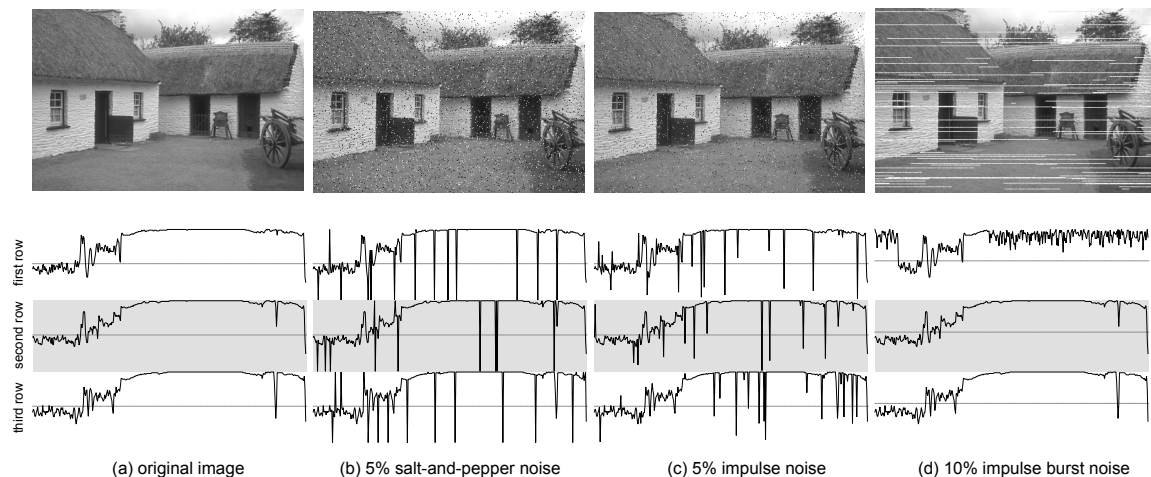 first row
second row
third row
(a) original image
(b) 5% salt-and-pepper noise
(c) 5% impulse noise
(d) 10% impulse burst noise